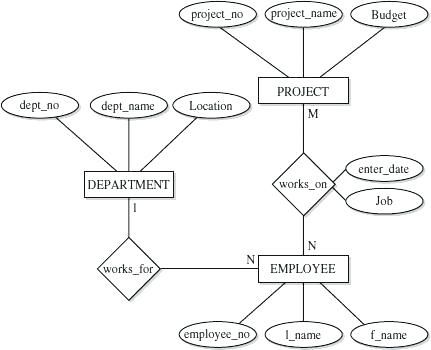 project_no
project_name
Budget
PROJECT
M
dept_no
dept_name
Location
DEPARTMENT
1
enter_date
works_on
Job
works_for
N
N
EMPLOYEE
employee_no
l_name
f_name